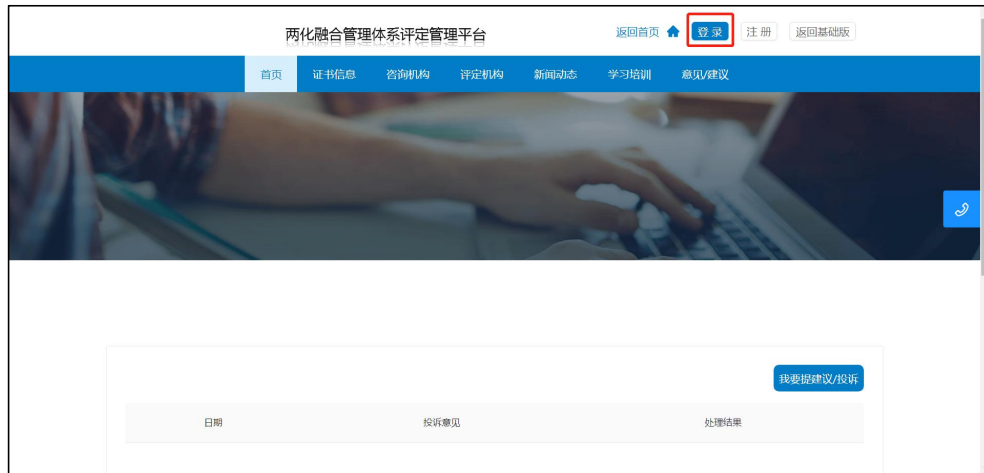 两化融合管理体系评定管理平台
返回首页 登录 注册 返回基础版
首页 证书信息 咨询机构 评定机构 新闻动态 学习培训 意见/建议
我要提建议/投诉
日期 投诉意见 处理结果